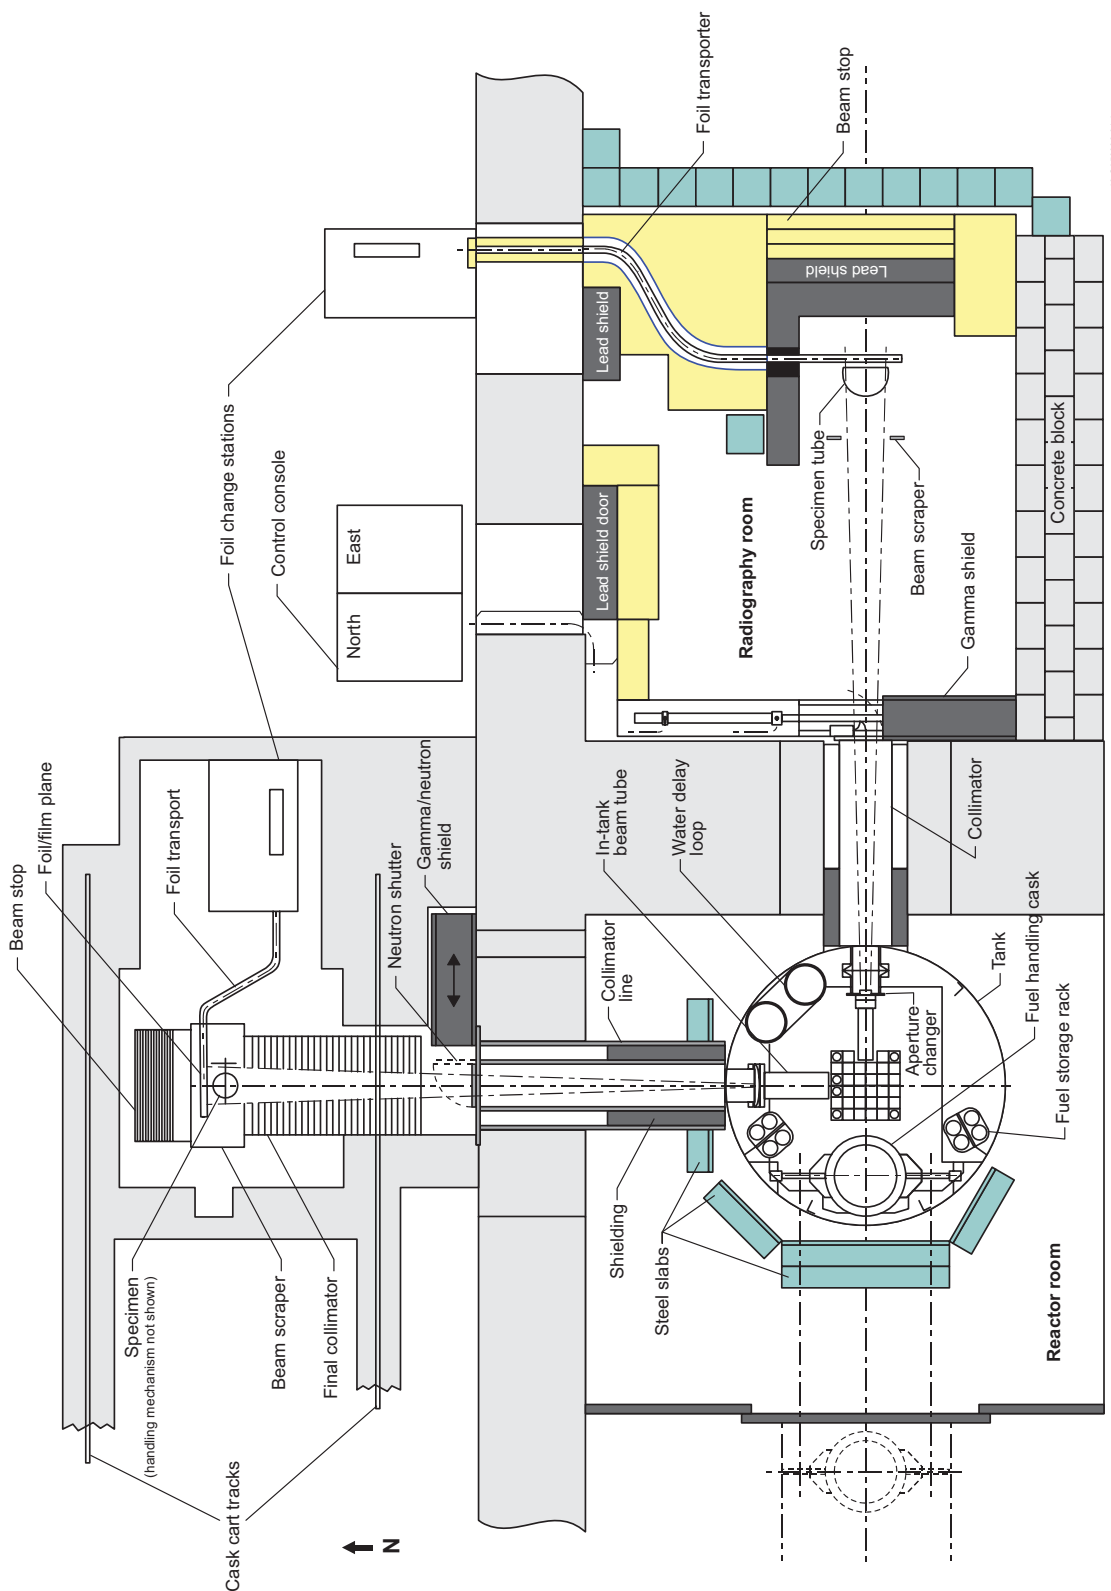 Foil transporter
Beam stop
Foil change stations
Control console
East
North
Lead shield
Lead shield
Lead shield door
Specimen tube
Beam scraper
Concrete block
Radiography room
Gamma shield
Beam stop
Foil/film plane
Foil transport
Neutron shutter
Gamma/neutron
shield
In-tank
beam tube
Water delay
loop
Collimator
Collimator
line
Aperture
changer
Fuel handling cask
Tank
Fuel storage rack
Shielding
Steel slabs
Reactor room
Specimen
(handling mechanism not shown)
Beam scraper
Final collimator
Cask cart tracks
N